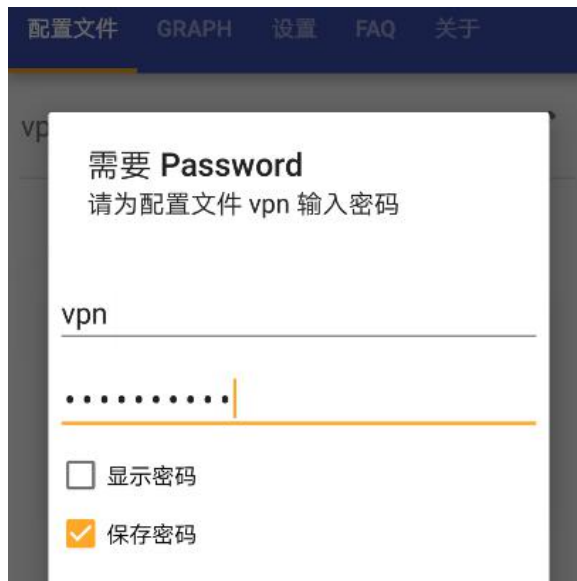 配置文件 GRAPH 设置 FAQ 关于
vp
需要 Password
请为配置文件 vpn 输入密码
vpn
••••••••••
显示密码
保存密码